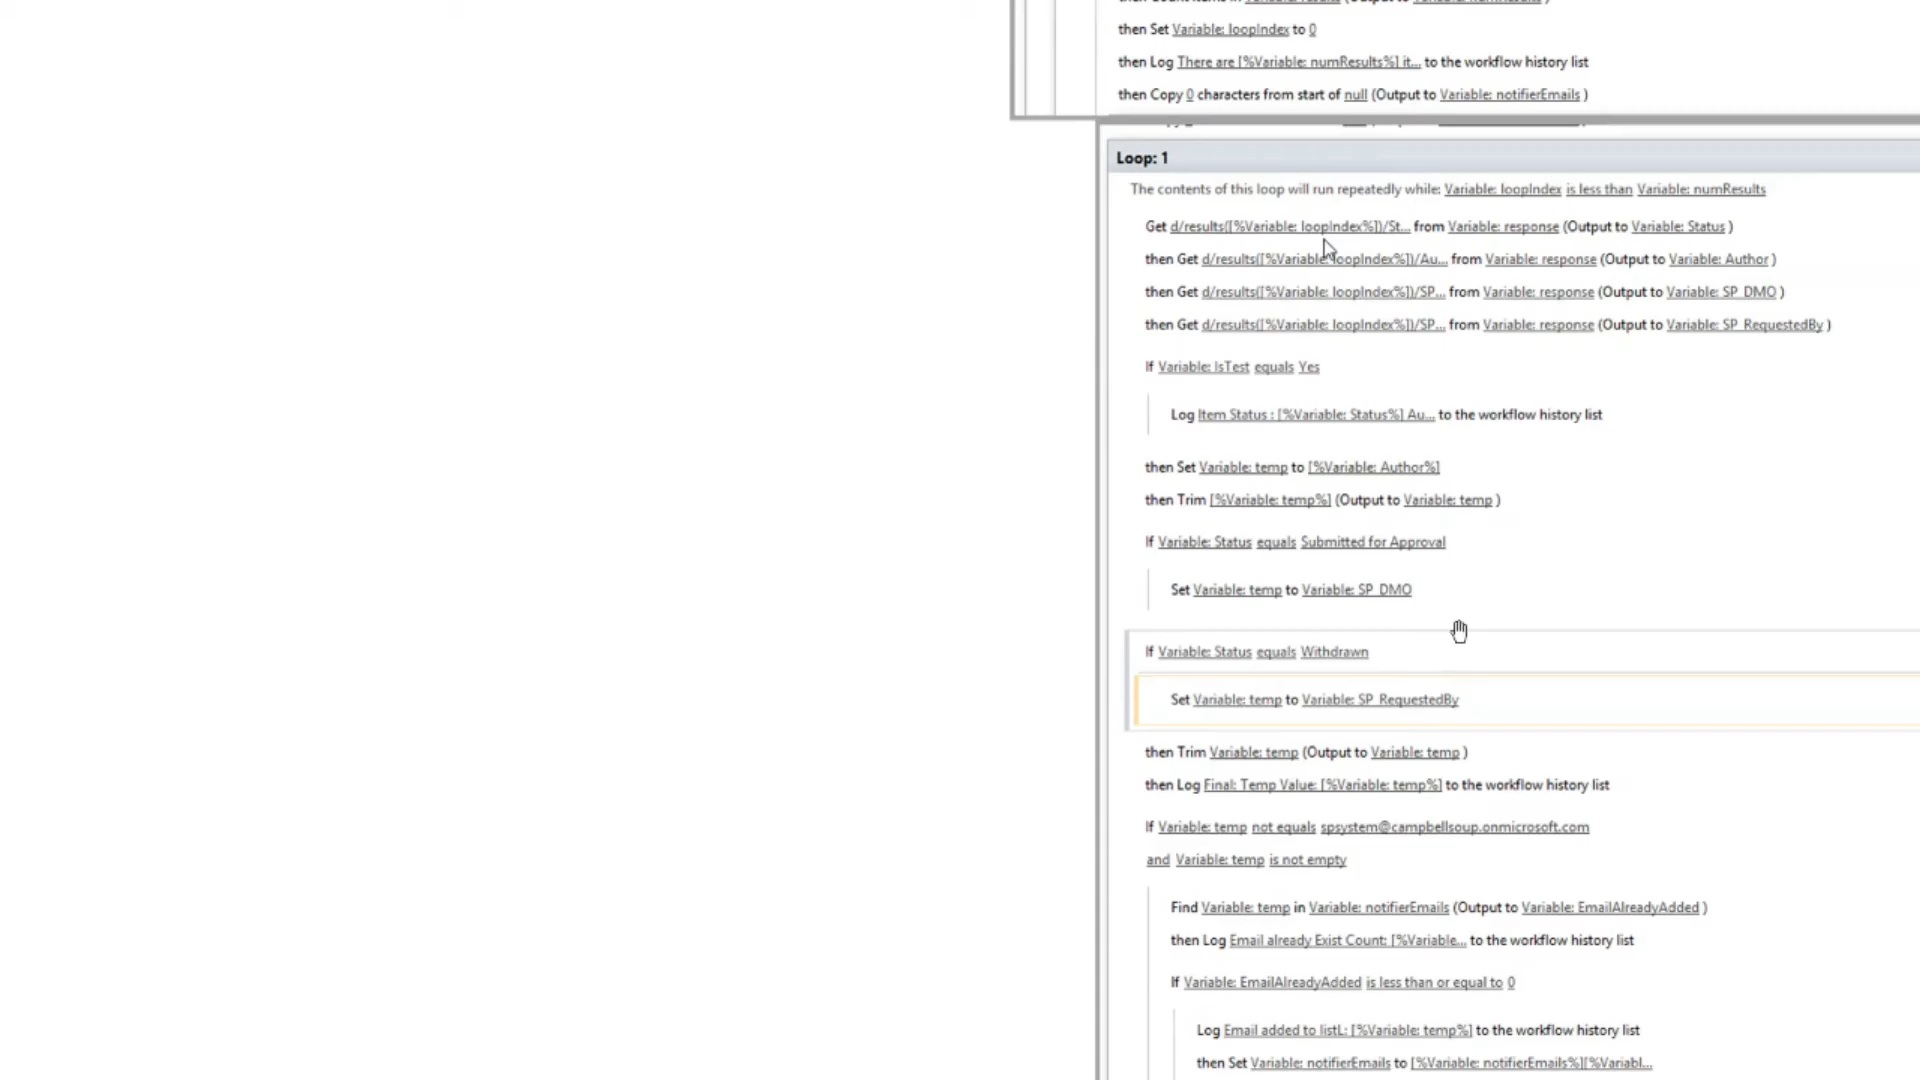 then Count items in Variable: results (Output to Variable: numResults )
then Set Variable: loopIndex to 0
then Log There are [%Variable: numResults%] it... to the workflow history list
then Copy 0 characters from start of null (Output to Variable: notifierEmails )
Loop: 1
The contents of this loop will run repeatedly while: Variable: loopIndex is less than Variable: numResults
Get d/results([%Variable: loopIndex%])/St... from Variable: response (Output to Variable: Status )
then Get d/results([%Variable: loopIndex%])/Au... from Variable: response (Output to Variable: Author )
then Get d/results([%Variable: loopIndex%])/SP... from Variable: response (Output to Variable: SP_DMO )
then Get d/results([%Variable: loopIndex%])/SP... from Variable: response (Output to Variable: SP_RequestedBy )
If Variable: IsTest equals Yes
Log Item Status : [%Variable: Status%] Au... to the workflow history list
then Set Variable: temp to [%Variable: Author%]
then Trim [%Variable: temp%] (Output to Variable: temp )
If Variable: Status equals Submitted for Approval
Set Variable: temp to Variable: SP_DMO
If Variable: Status equals Withdrawn
Set Variable: temp to Variable: SP_RequestedBy
then Trim Variable: temp (Output to Variable: temp )
then Log Final: Temp Value: [%Variable: temp%] to the workflow history list
If Variable: temp not equals spsystem@campbellsoup.onmicrosoft.com
and Variable: temp is not empty
Find Variable: temp in Variable: notifierEmails (Output to Variable: EmailAlreadyAdded )
then Log Email already Exist Count: [%Variable... to the workflow history list
If Variable: EmailAlreadyAdded is less than or equal to 0
Log Email added to listL: [%Variable: temp%] to the workflow history list
then Set Variable: notifierEmails to [%Variable: notifierEmails%][%Variabl...